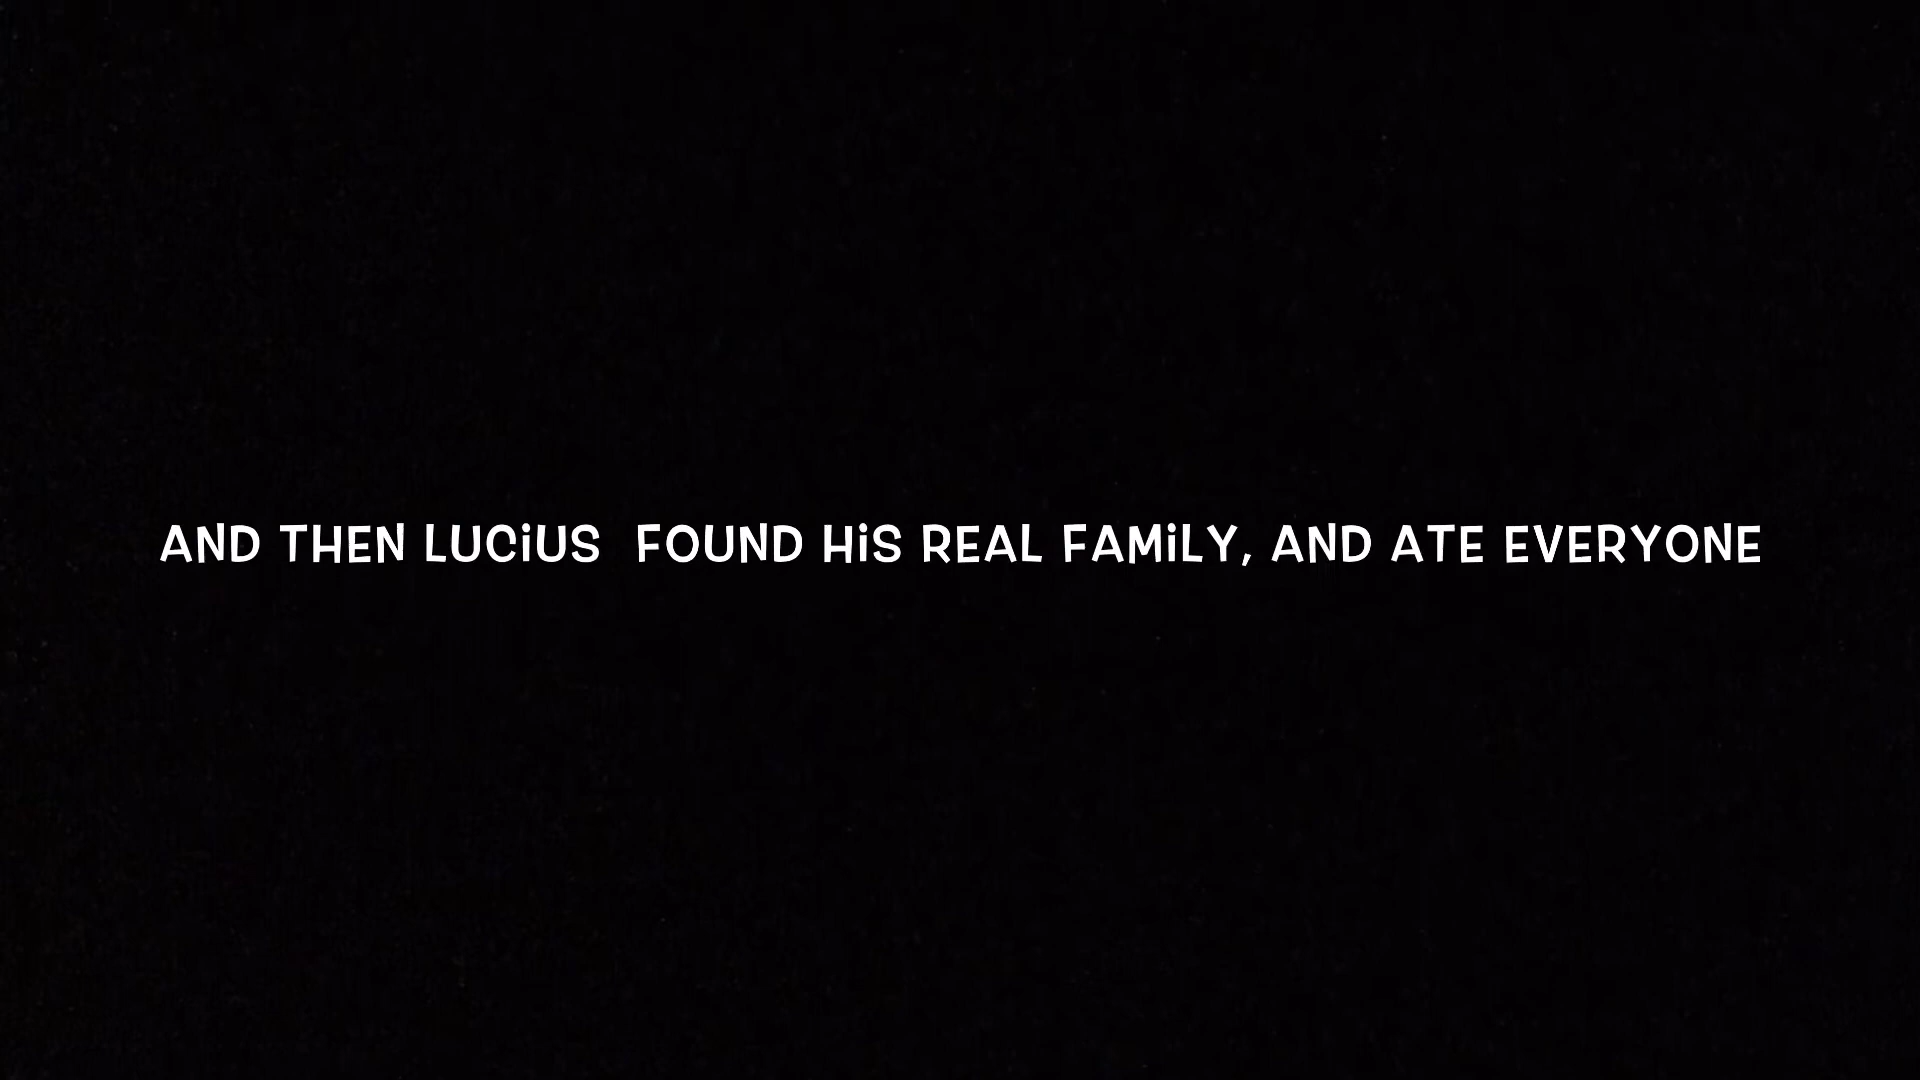 AND THEN LUCiUS  FOUND HiS REAL FAMiLY, AND ATE EVERYONE